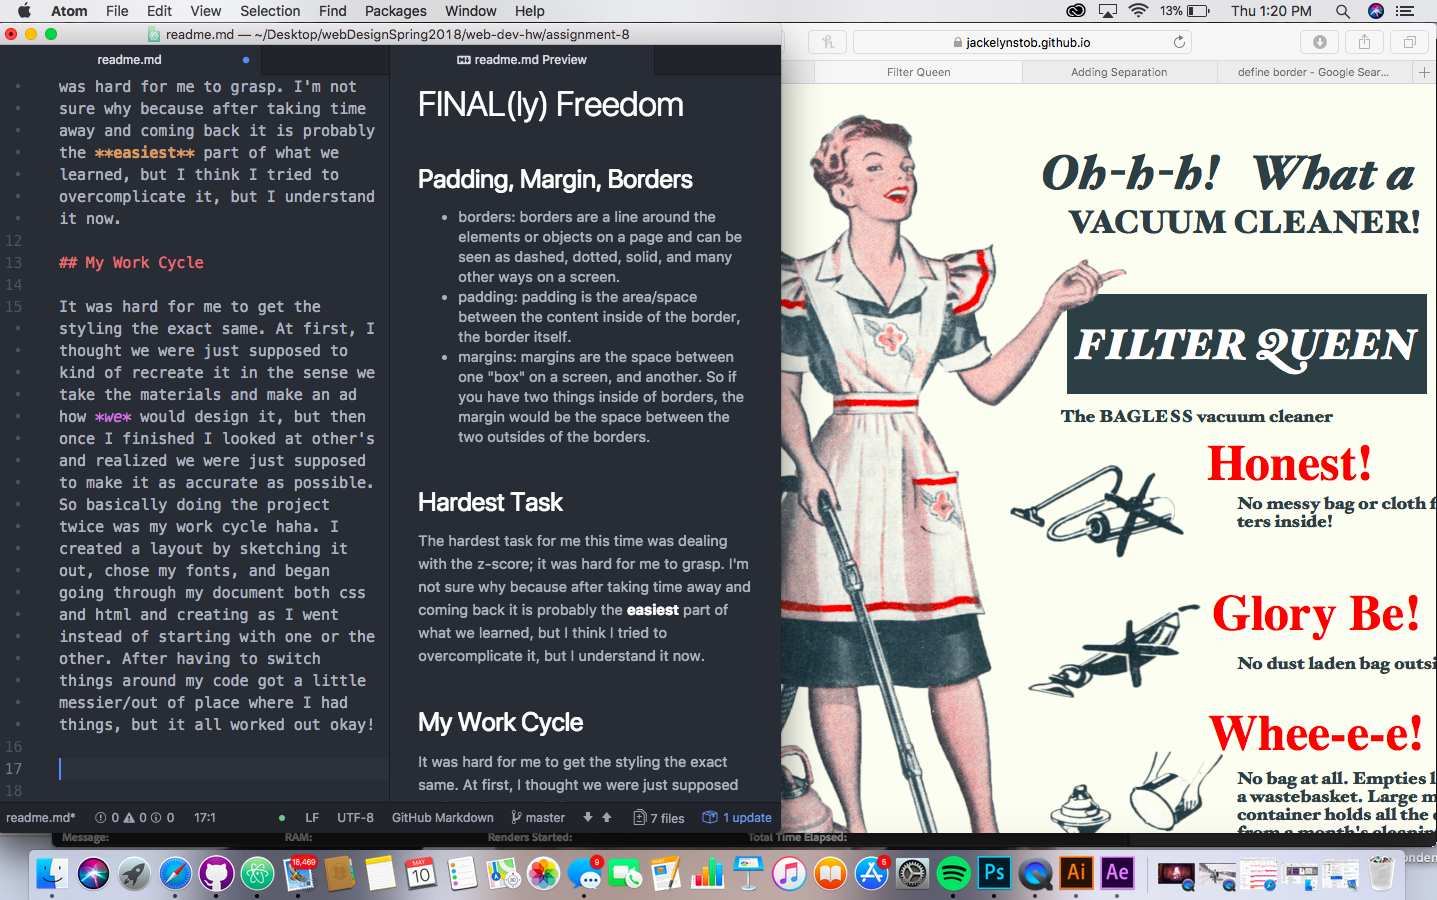 Atom File Edit View Selection Find Packages Window Help 13% Thu 1:20 PM
readme.md — ~/Desktop/webDesignSpring2018/web-dev-hw/assignment-8
readme.md
was hard for me to grasp. I'm not
sure why because after taking time
away and coming back it is probably
the **easiest** part of what we
learned, but I think I tried to
overcomplicate it, but I understand
it now.
12
13 ## My Work Cycle
14
15 It was hard for me to get the
styling the exact same. At first, I
thought we were just supposed to
kind of recreate it in the sense we
take the materials and make an ad
how *we* would design it, but then
once I finished I looked at other's
and realized we were just supposed
to make it as accurate as possible.
So basically doing the project
twice was my work cycle haha. I
created a layout by sketching it
out, chose my fonts, and began
going through my document both css
and html and creating as I went
instead of starting with one or the
other. After having to switch
things around my code got a little
messier/out of place where I had
things, but it all worked out okay!
16
17
18
readme.md Preview
FINAL(ly) Freedom
Padding, Margin, Borders
• borders: borders are a line around the
elements or objects on a page and can be
seen as dashed, dotted, solid, and many
other ways on a screen.
• padding: padding is the area/space
between the content inside of the border,
the border itself.
• margins: margins are the space between
one "box" on a screen, and another. So if
you have two things inside of borders, the
margin would be the space between the
two outsides of the borders.
Hardest Task
The hardest task for me this time was dealing
with the z-score; it was hard for me to grasp. I'm
not sure why because after taking time away and
coming back it is probably the easiest part of
what we learned, but I think I tried to
overcomplicate it, but I understand it now.
My Work Cycle
It was hard for me to get the styling the exact
same. At first, I thought we were just supposed
readme.md* 0 0 0 17:1 LF UTF-8 GitHub Markdown master 7 files 1 update
jackelynstob.github.io
Filter Queen Adding Separation define border - Google Sear...
Oh-h-h! What a
VACUUM CLEANER!
FILTER QUEEN
The BAGLESS vacuum cleaner
Honest!
No messy bag or cloth f
ters inside!
Glory Be!
No dust laden bag outsi
Whee-e-e!
No bag at all. Empties l
a wastebasket. Large m
container holds all the
from a month's cleanin
Message: RAM: Renders Started: Total Time Elapsed:
18,469
MAY
10
9
5
Ps
Ai
Ae